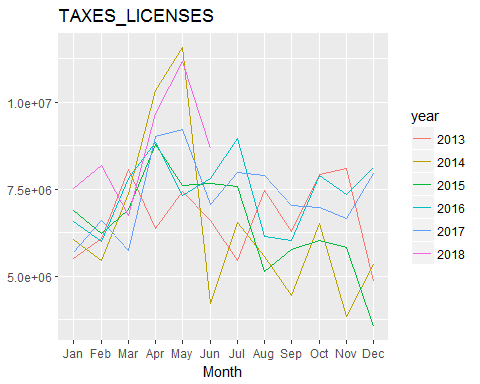 TAXES_LICENSES
1.0e+07
7.5e+06
5.0e+06
Jan Feb Mar Apr May Jun Jul Aug Sep Oct Nov Dec
Month
year
2013
2014
2015
2016
2017
2018